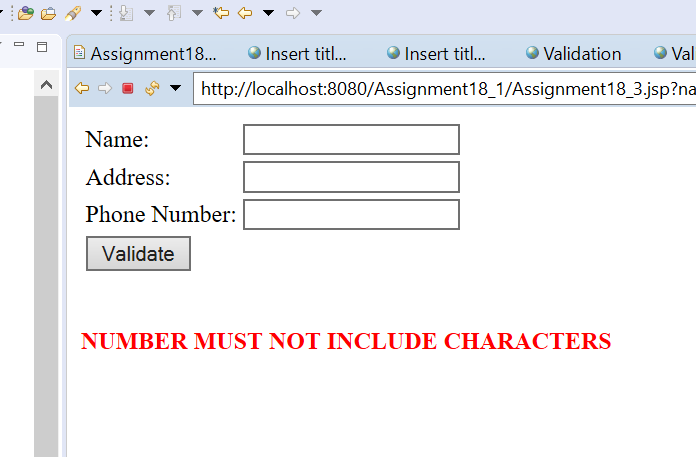 Assignment18... Insert titl... Insert titl... Validation Val
http://localhost:8080/Assignment18_1/Assignment18_3.jsp?na
Name:
Address:
Phone Number:
Validate
NUMBER MUST NOT INCLUDE CHARACTERS